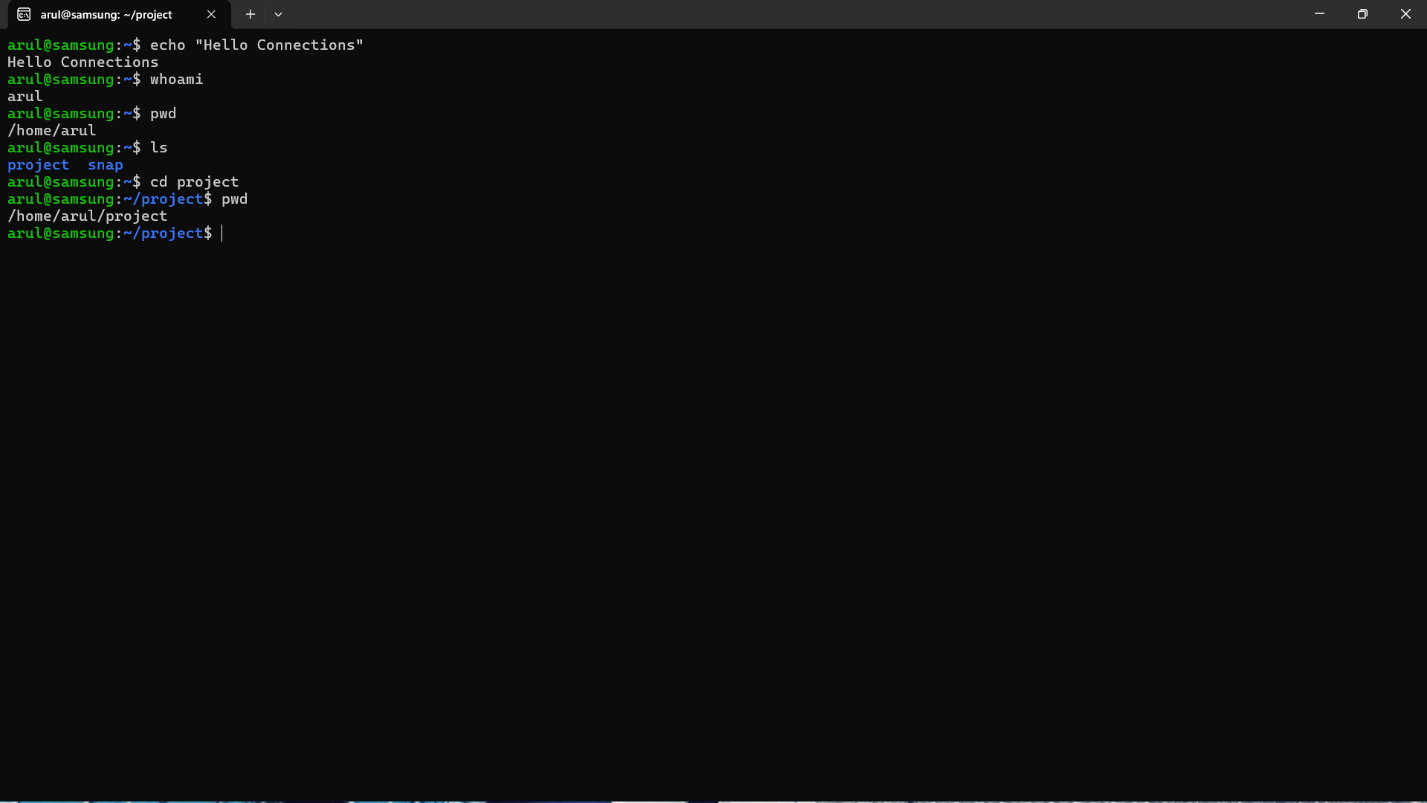 arul@samsung: ~/project
arul@samsung:~$ echo "Hello Connections"
Hello Connections
arul@samsung:~$ whoami
arul
arul@samsung:~$ pwd
/home/arul
arul@samsung:~$ ls
project  snap
arul@samsung:~$ cd project
arul@samsung:~/project$ pwd
/home/arul/project
arul@samsung:~/project$